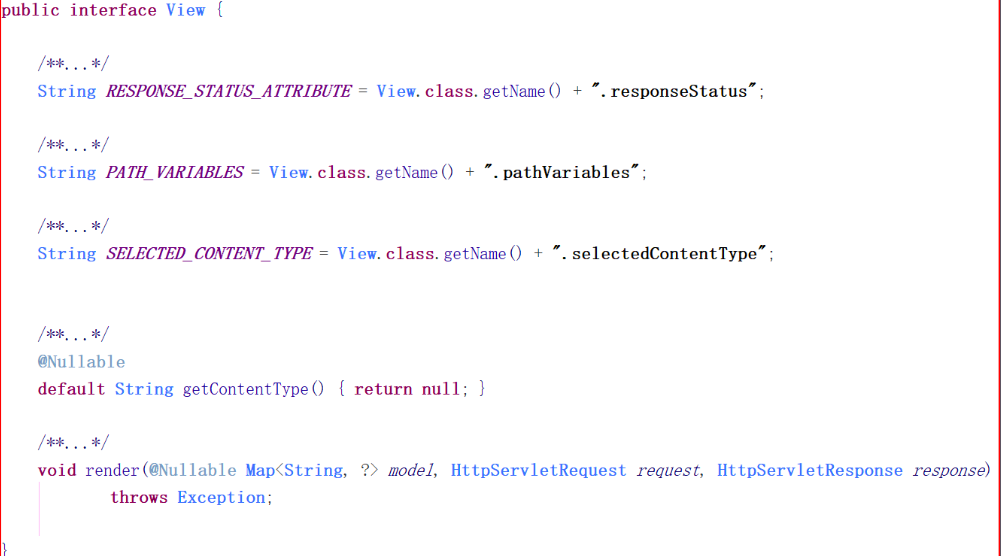 public interface View {
/**...*/
String RESPONSE_STATUS_ATTRIBUTE = View.class.getName() + ".responseStatus";
/**...*/
String PATH_VARIABLES = View.class.getName() + ".pathVariables";
/**...*/
String SELECTED_CONTENT_TYPE = View.class.getName() + ".selectedContentType";
/**...*/
@Nullable
default String getContentType() { return null; }
/**...*/
void render(@Nullable Map<String, ?> model, HttpServletRequest request, HttpServletResponse response)
throws Exception;
}